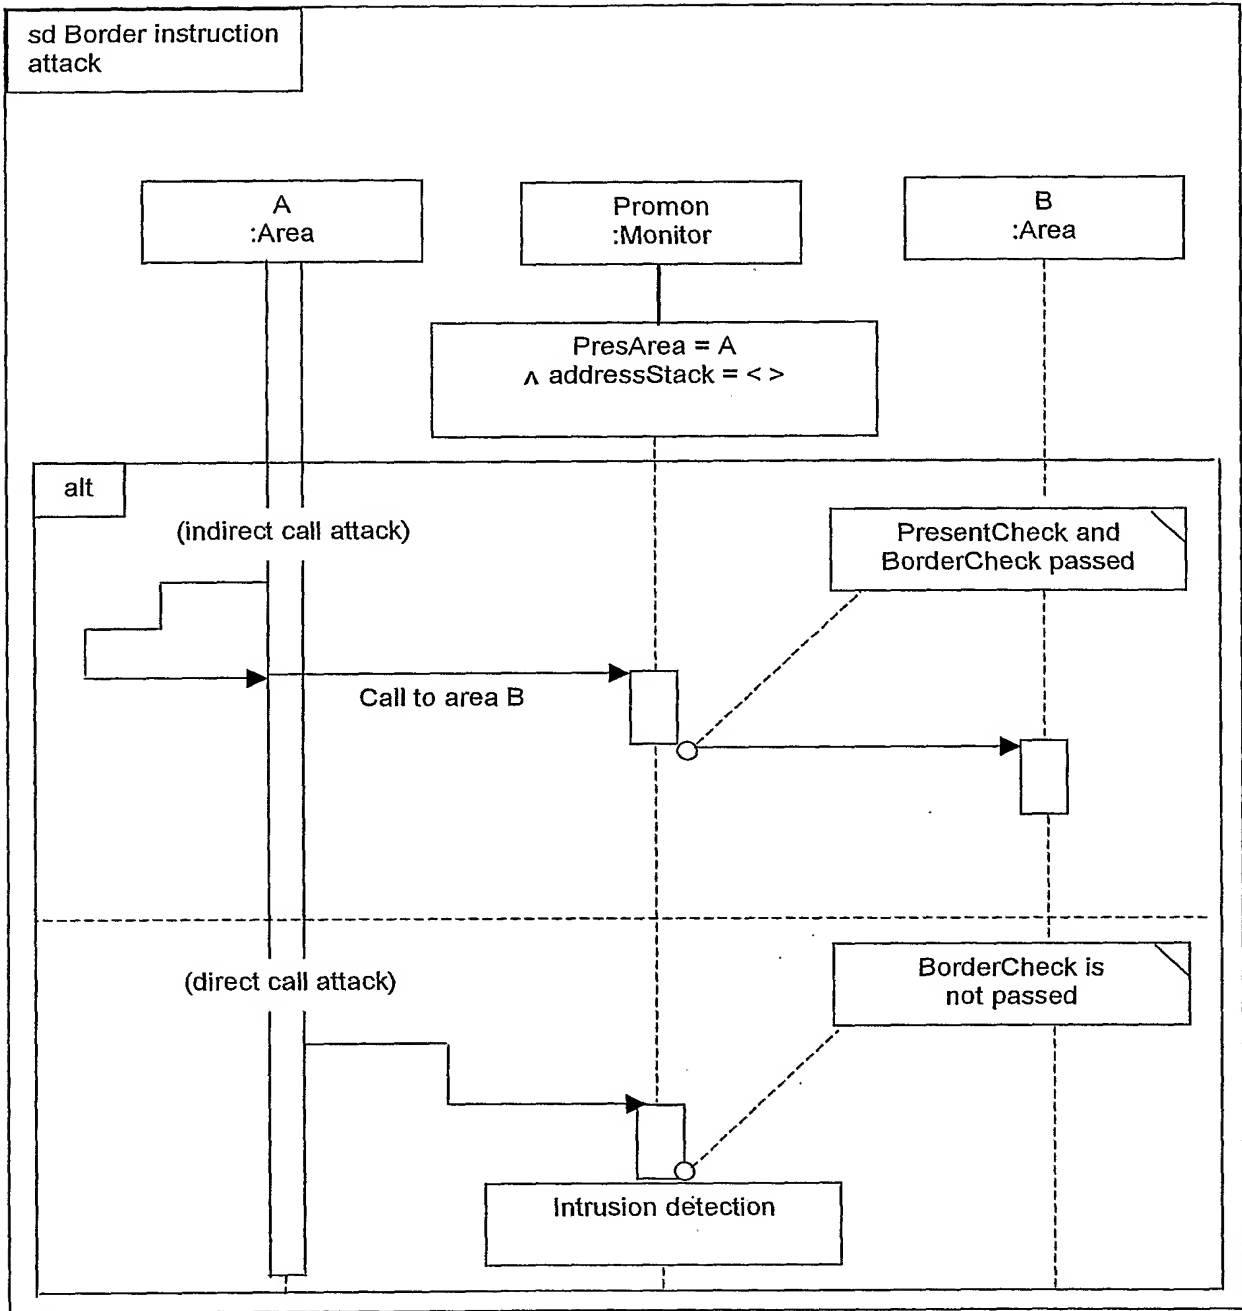 sd Border instruction
attack
A
:Area
Promon
:Monitor
B
:Area
PresArea = A
∧ addressStack = < >
alt
(indirect call attack)
PresentCheck and
BorderCheck passed
Call to area B
(direct call attack)
BorderCheck is
not passed
Intrusion detection